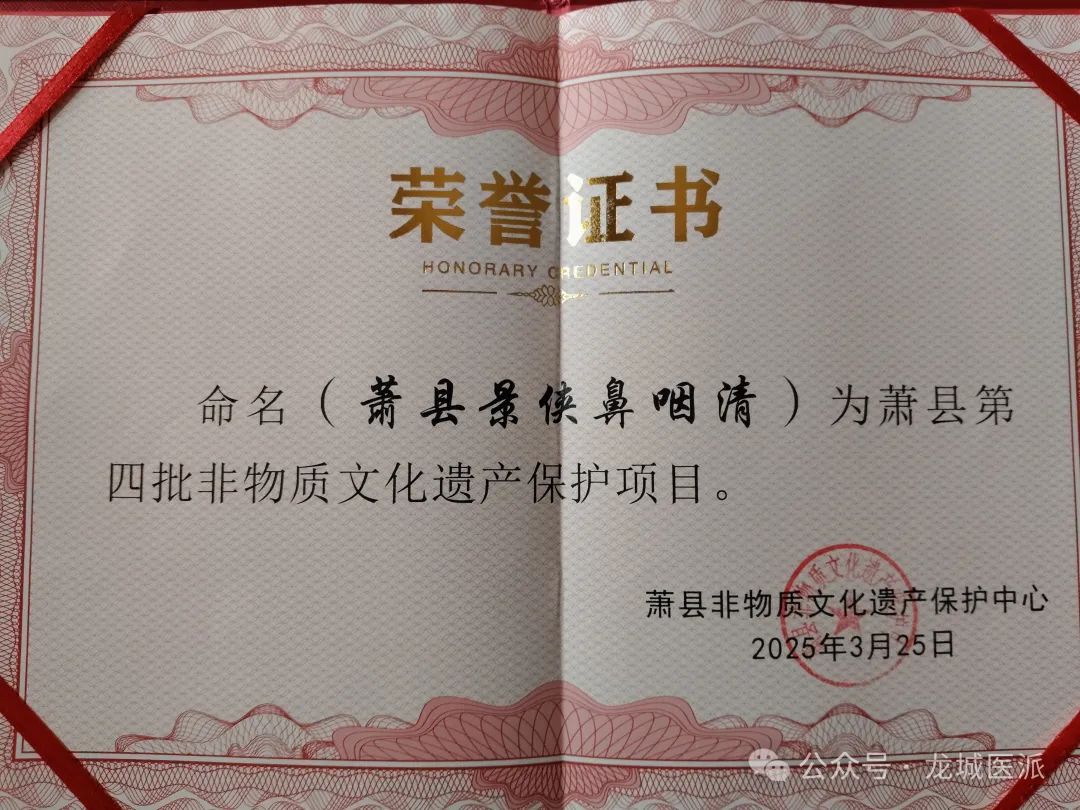 荣誉证书
HONORARY CREDENTIAL
命名（萧县景侠鼻咽清）为萧县第
四批非物质文化遗产保护项目。
萧县非物质文化遗产保护中心
2025年3月25日
公众号·龙城医派